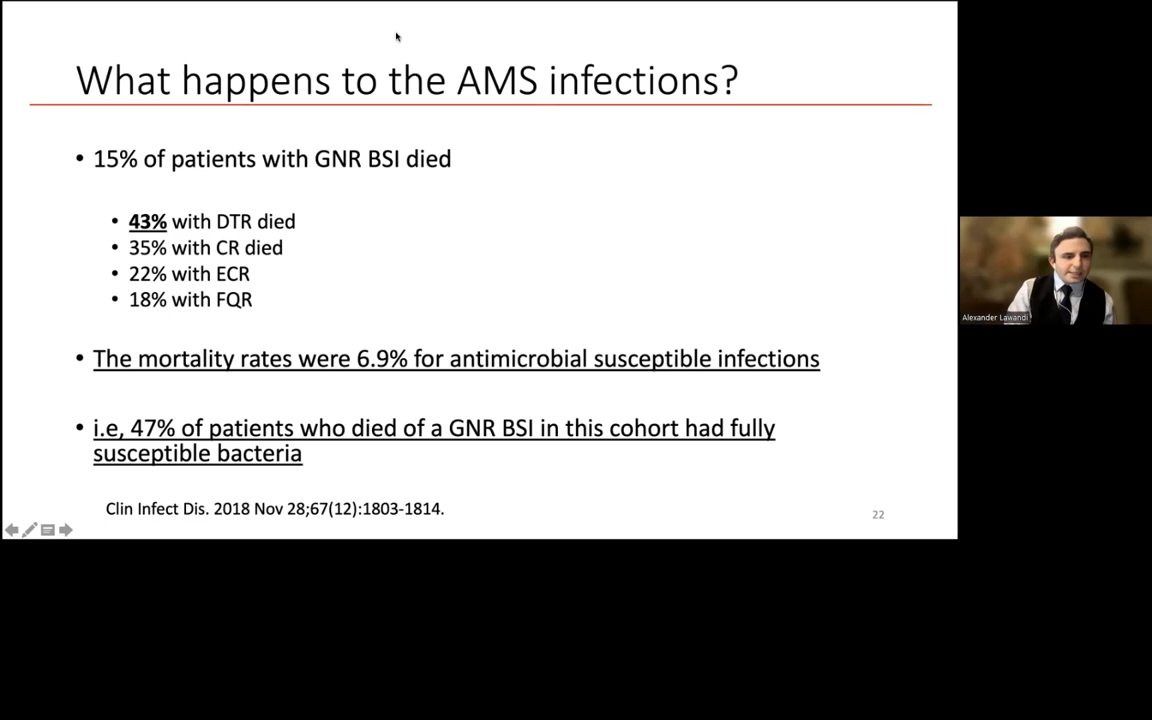 What happens to the AMS infections?
• 15% of patients with GNR BSI died
• 43% with DTR died
• 35% with CR died
• 22% with ECR
• 18% with FQR
• The mortality rates were 6.9% for antimicrobial susceptible infections
• i.e, 47% of patients who died of a GNR BSI in this cohort had fully
susceptible bacteria
Clin Infect Dis. 2018 Nov 28;67(12):1803-1814.
22
Alexander Lawandi